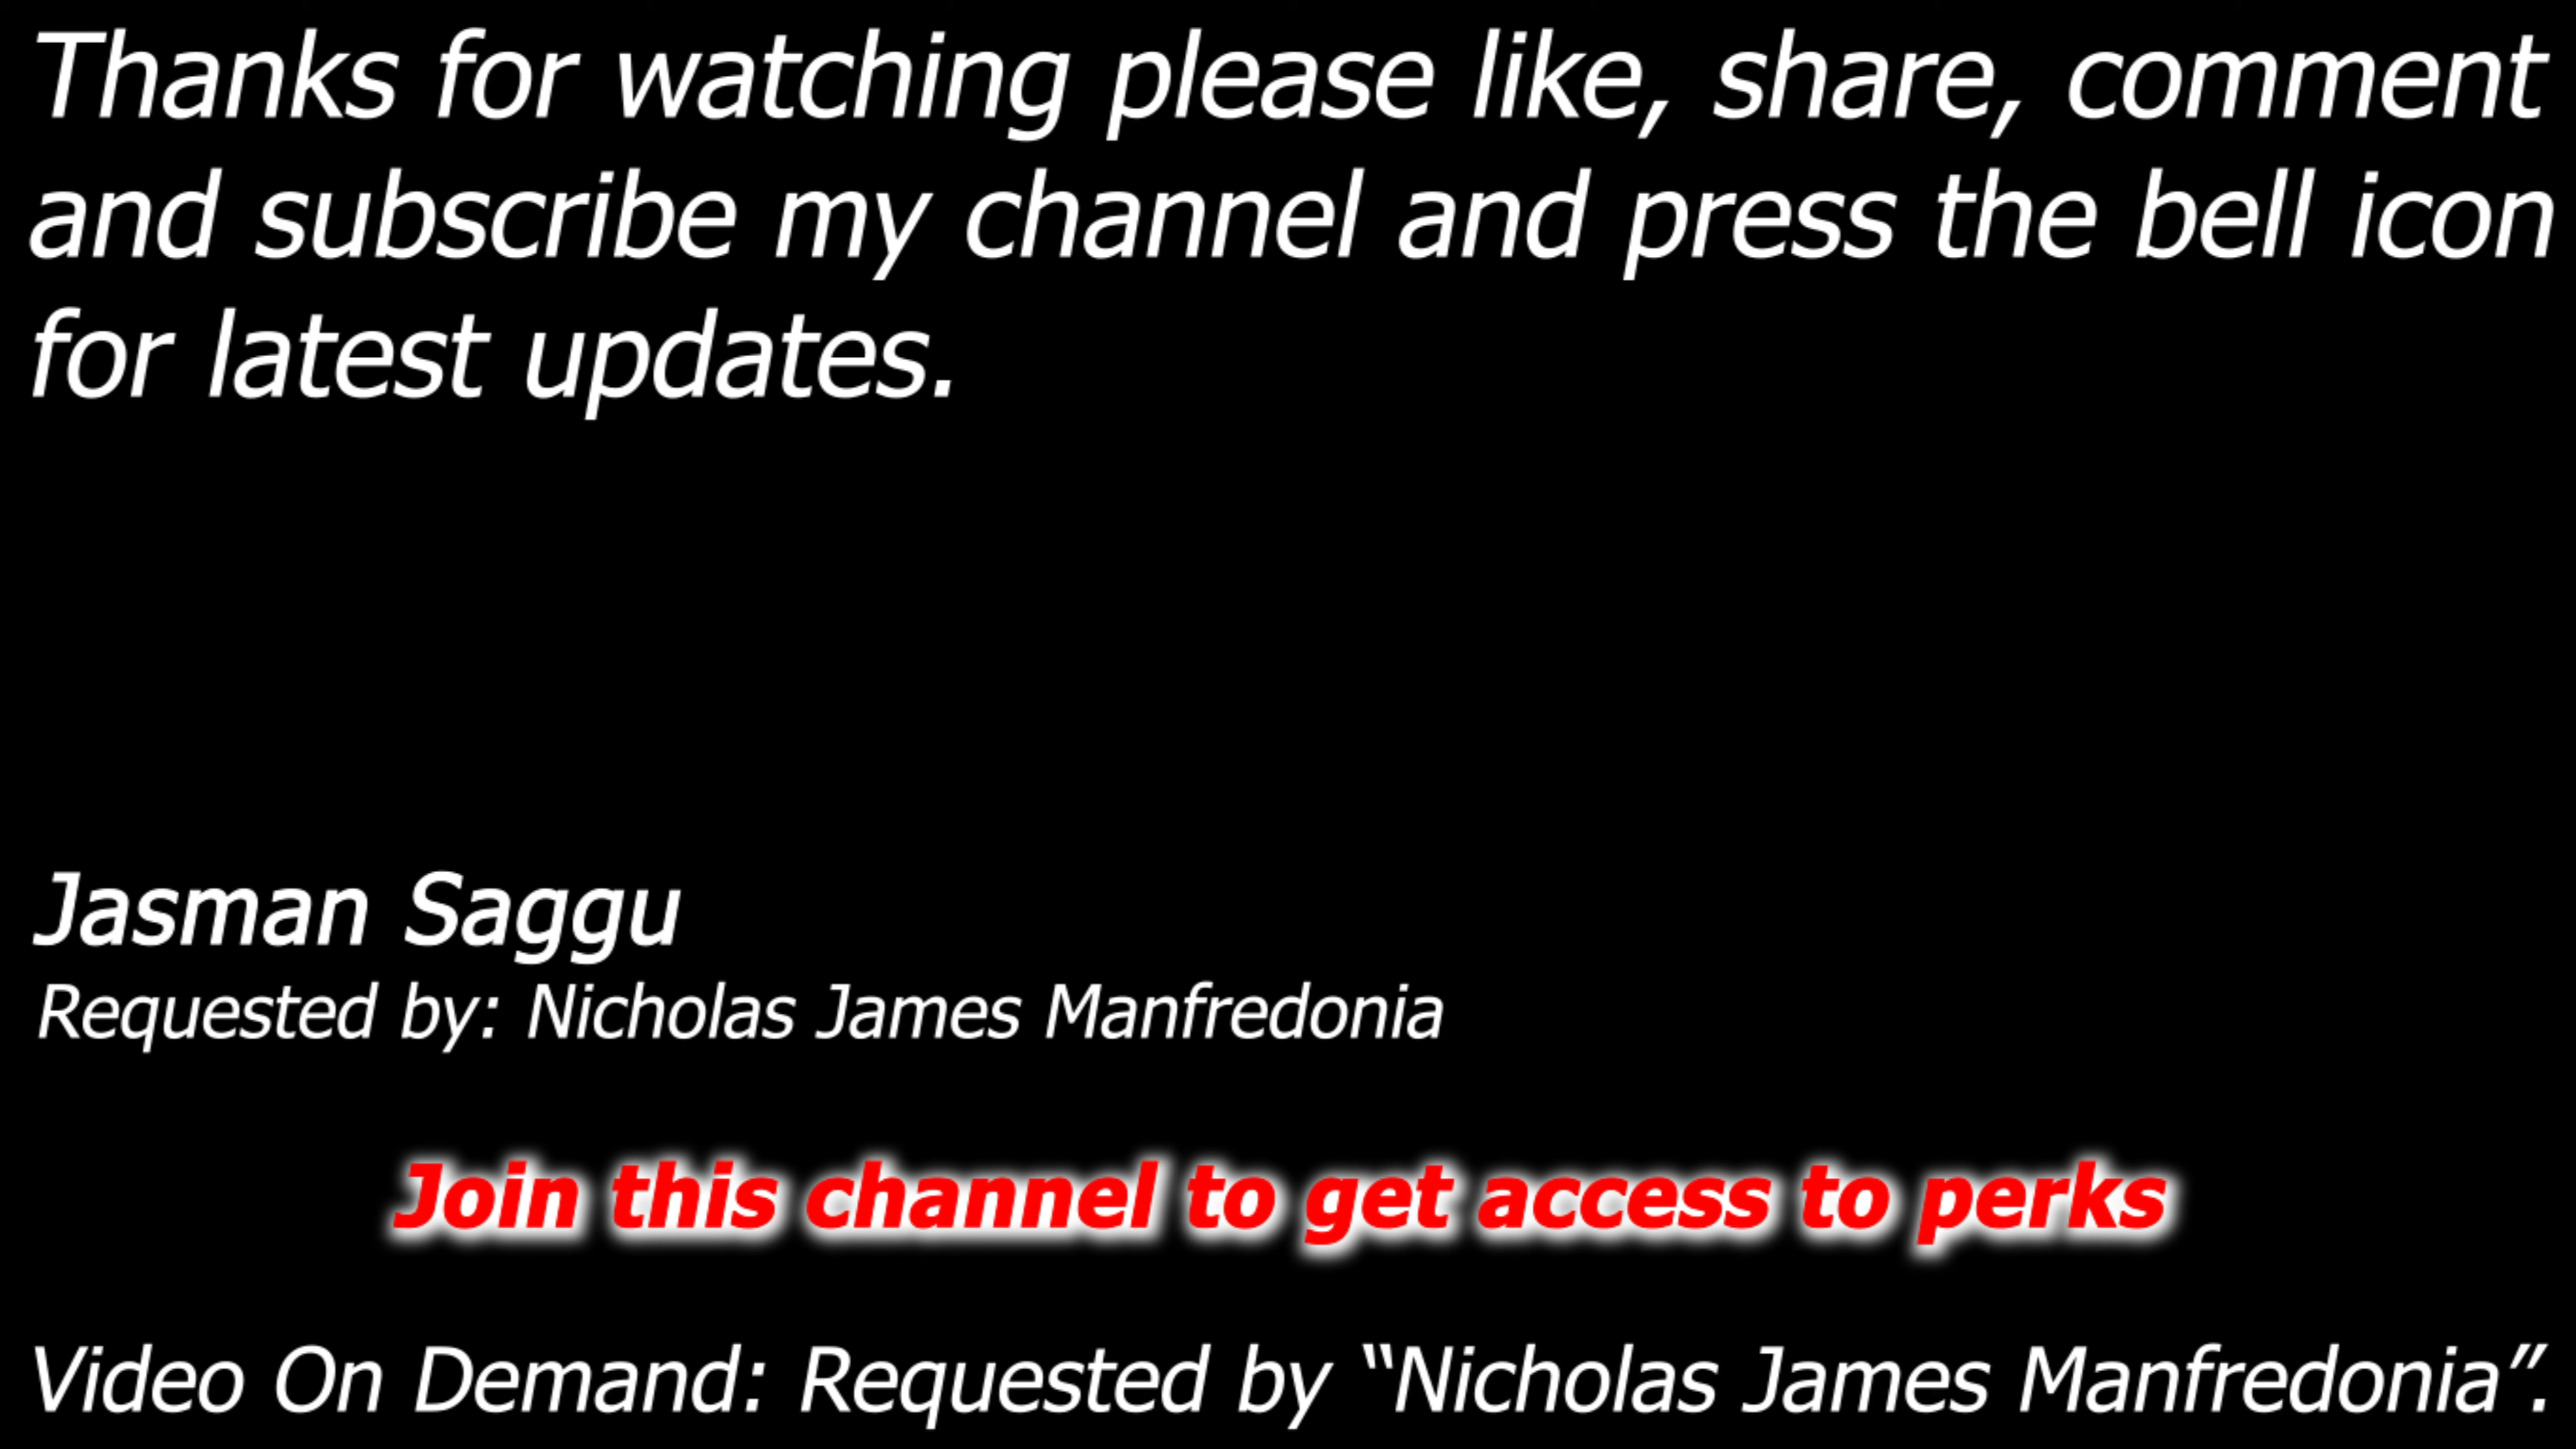 Thanks for watching please like, share, comment
and subscribe my channel and press the bell icon
for latest updates.
Jasman Saggu
Requested by: Nicholas James Manfredonia
Join this channel to get access to perks
Video On Demand: Requested by “Nicholas James Manfredonia”.